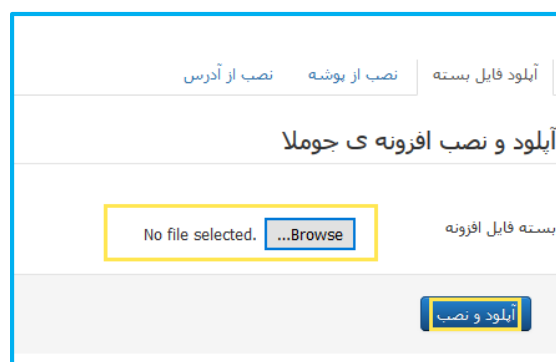 آپلود فایل بسته    نصب از پوشه    نصب از آدرس
آپلود و نصب افزونه ی جوملا
بسته فایل افزونه    Browse...    No file selected.
آپلود و نصب